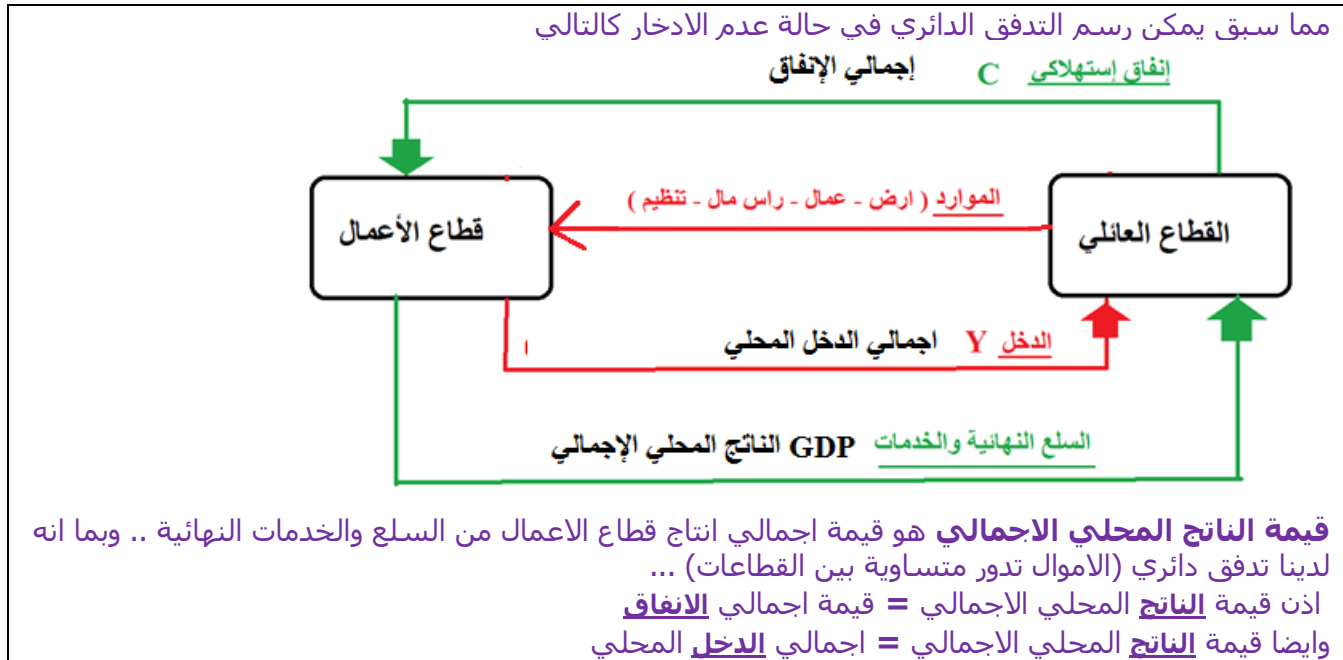 مما سبق يمكن رسم التدفق الدائري في حالة عدم الادخار كالتالي
إنفاق إستهلاكي C إجمالي الإنفاق
الموارد ( ارض - عمال - راس مال - تنظيم )
القطاع العائلي
قطاع الأعمال
الدخل Y اجمالي الدخل المحلي
ا
السلع النهائية والخدمات GDP الناتج المحلي الإجمالي
قيمة الناتج المحلي الاجمالي هو قيمة اجمالي انتاج قطاع الاعمال من السلع والخدمات النهائية .. وبما انه
لدينا تدفق دائري (الاموال تدور متساوية بين القطاعات) ...
اذن قيمة الناتج المحلي الاجمالي = قيمة اجمالي الانفاق
وايضا قيمة الناتج المحلي الاجمالي = اجمالي الدخل المحلي